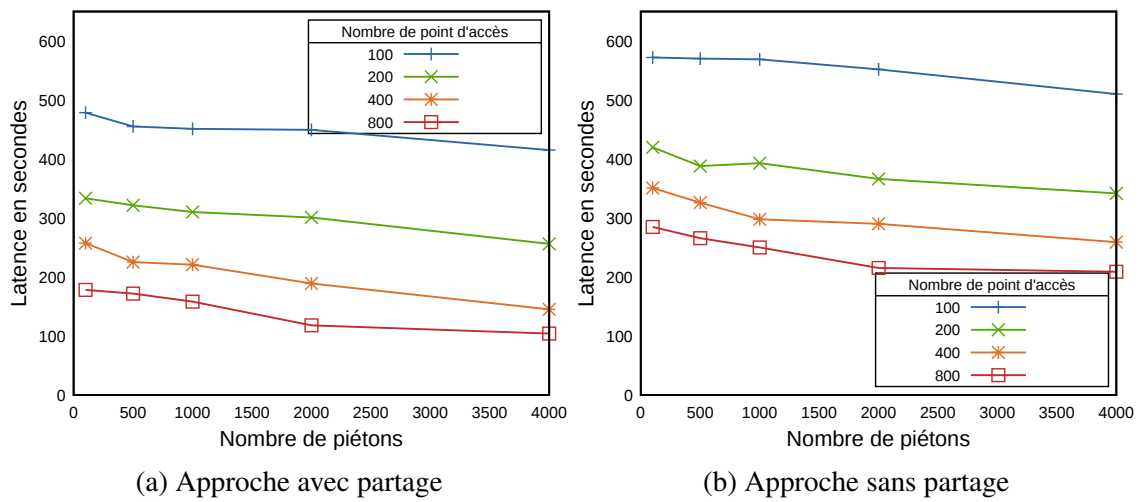 600
500
400
300
200
100
0
Latence en secondes
Nombre de point d'accès
100
200
400
800
0 500 1000 1500 2000 2500 3000 3500 4000
Nombre de piétons
(a) Approche avec partage
600
500
400
300
200
100
0
Latence en secondes
Nombre de point d'accès
100
200
400
800
0 500 1000 1500 2000 2500 3000 3500 4000
Nombre de piétons
(b) Approche sans partage